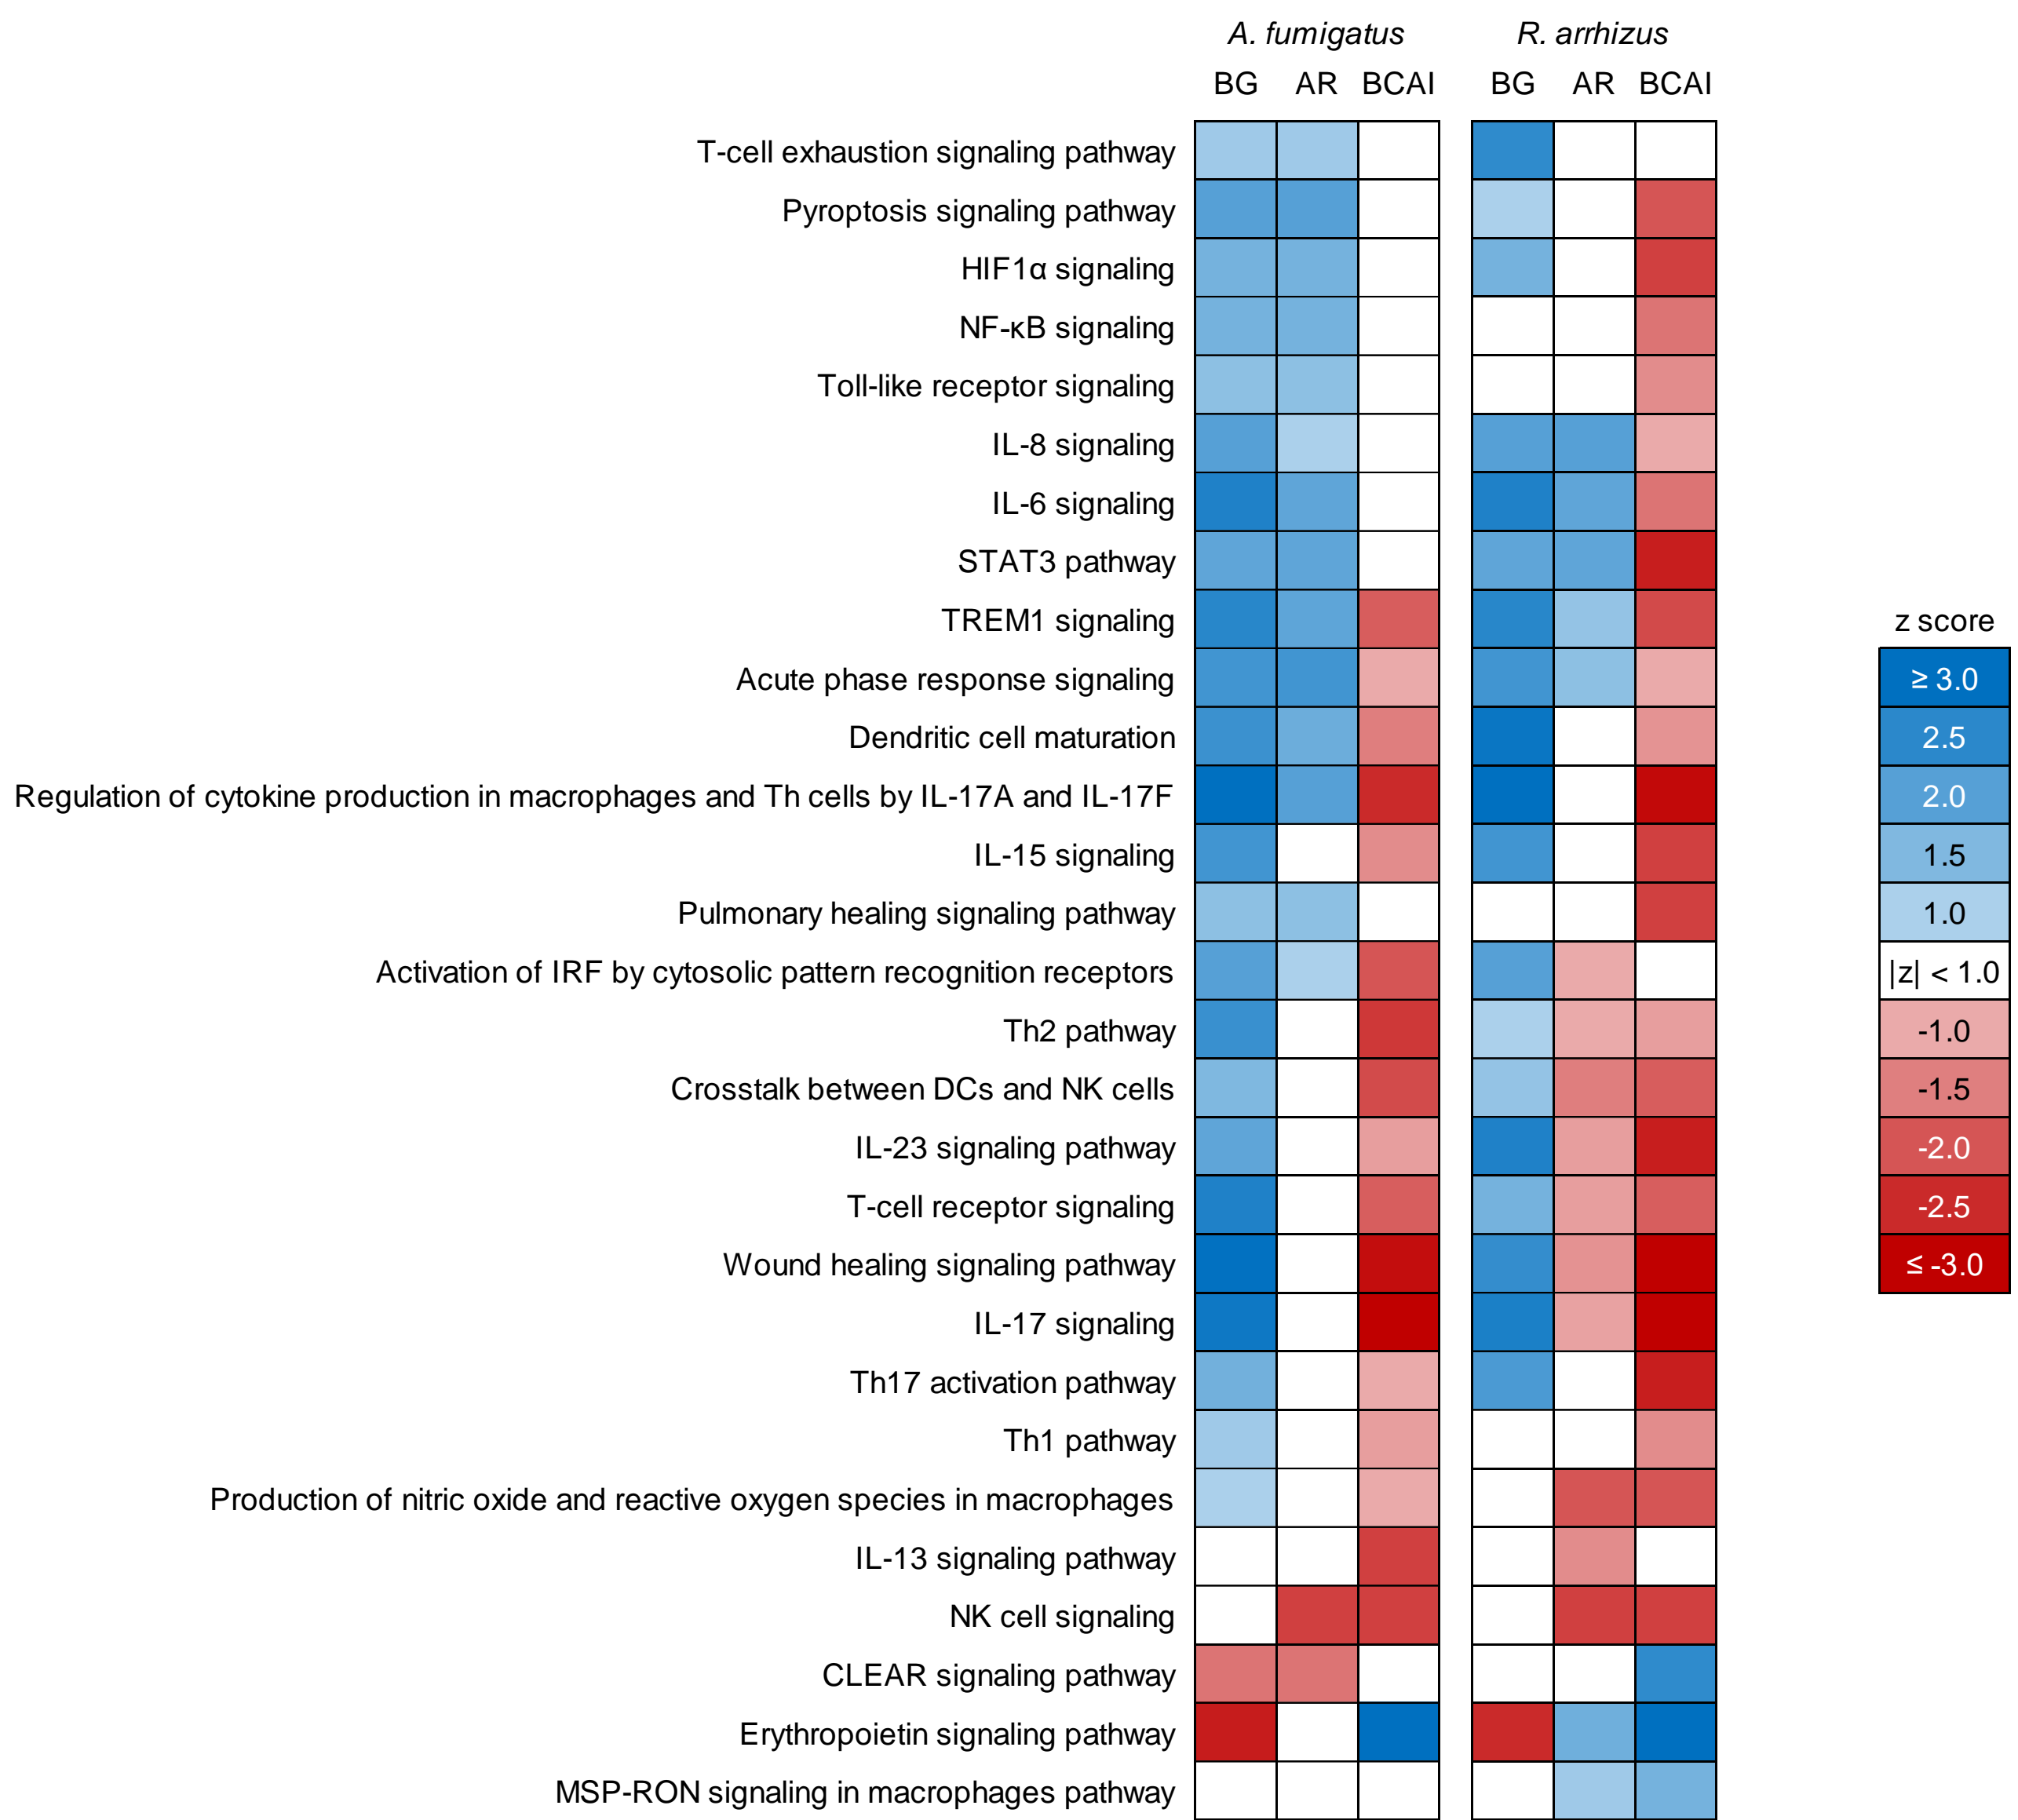 A. fumigatus R. arrhizus
BG AR BCAI BG AR BCAI
T-cell exhaustion signaling pathway
Pyroptosis signaling pathway
HIF1α signaling
NF-κB signaling
Toll-like receptor signaling
IL-8 signaling
IL-6 signaling
STAT3 pathway
TREM1 signaling
Acute phase response signaling
Dendritic cell maturation
Regulation of cytokine production in macrophages and Th cells by IL-17A and IL-17F
IL-15 signaling
Pulmonary healing signaling pathway
Activation of IRF by cytosolic pattern recognition receptors
Th2 pathway
Crosstalk between DCs and NK cells
IL-23 signaling pathway
T-cell receptor signaling
Wound healing signaling pathway
IL-17 signaling
Th17 activation pathway
Th1 pathway
Production of nitric oxide and reactive oxygen species in macrophages
IL-13 signaling pathway
NK cell signaling
CLEAR signaling pathway
Erythropoietin signaling pathway
MSP-RON signaling in macrophages pathway
z score
≥ 3.0
2.5
2.0
1.5
1.0
|z| < 1.0
-1.0
-1.5
-2.0
-2.5
≤ -3.0